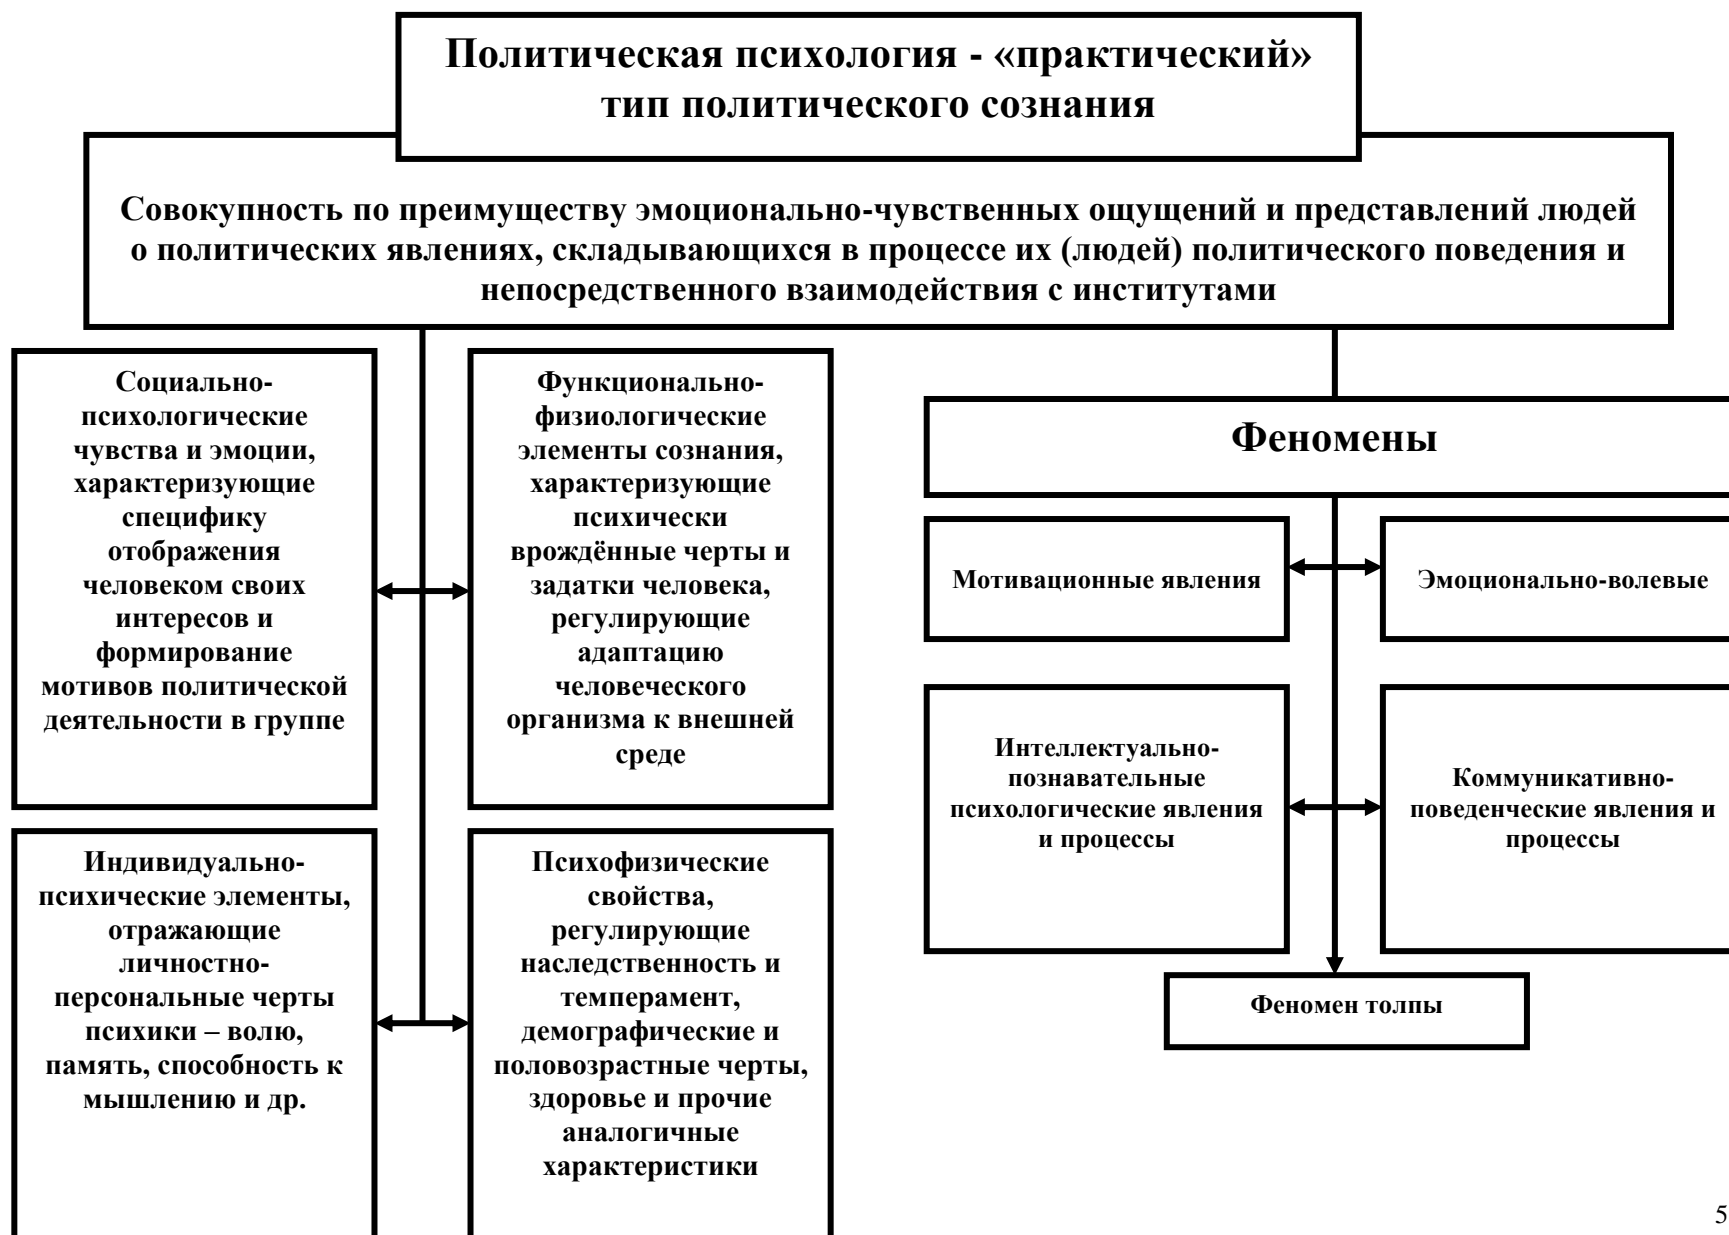 Политическая психология - «практический»
тип политического сознания
Совокупность по преимуществу эмоционально-чувственных ощущений и представлений людей
о политических явлениях, складывающихся в процессе их (людей) политического поведения и
непосредственного взаимодействия с институтами
Социально-
психологические
чувства и эмоции,
характеризующие
специфику
отображения
человеком своих
интересов и
формирование
мотивов политической
деятельности в группе
Функционально-
физиологические
элементы сознания,
характеризующие
психически
врождённые черты и
задатки человека,
регулирующие
адаптацию
человеческого
организма к внешней
среде
Индивидуально-
психические элементы,
отражающие
личностно-
персональные черты
психики – волю,
память, способность к
мышлению и др.
Психофизические
свойства,
регулирующие
наследственность и
темперамент,
демографические и
половозрастные черты,
здоровье и прочие
аналогичные
характеристики
Феномены
Мотивационные явления
Эмоционально-волевые
Интеллектуально-
познавательные
психологические явления
и процессы
Коммуникативно-
поведенческие явления и
процессы
Феномен толпы
5